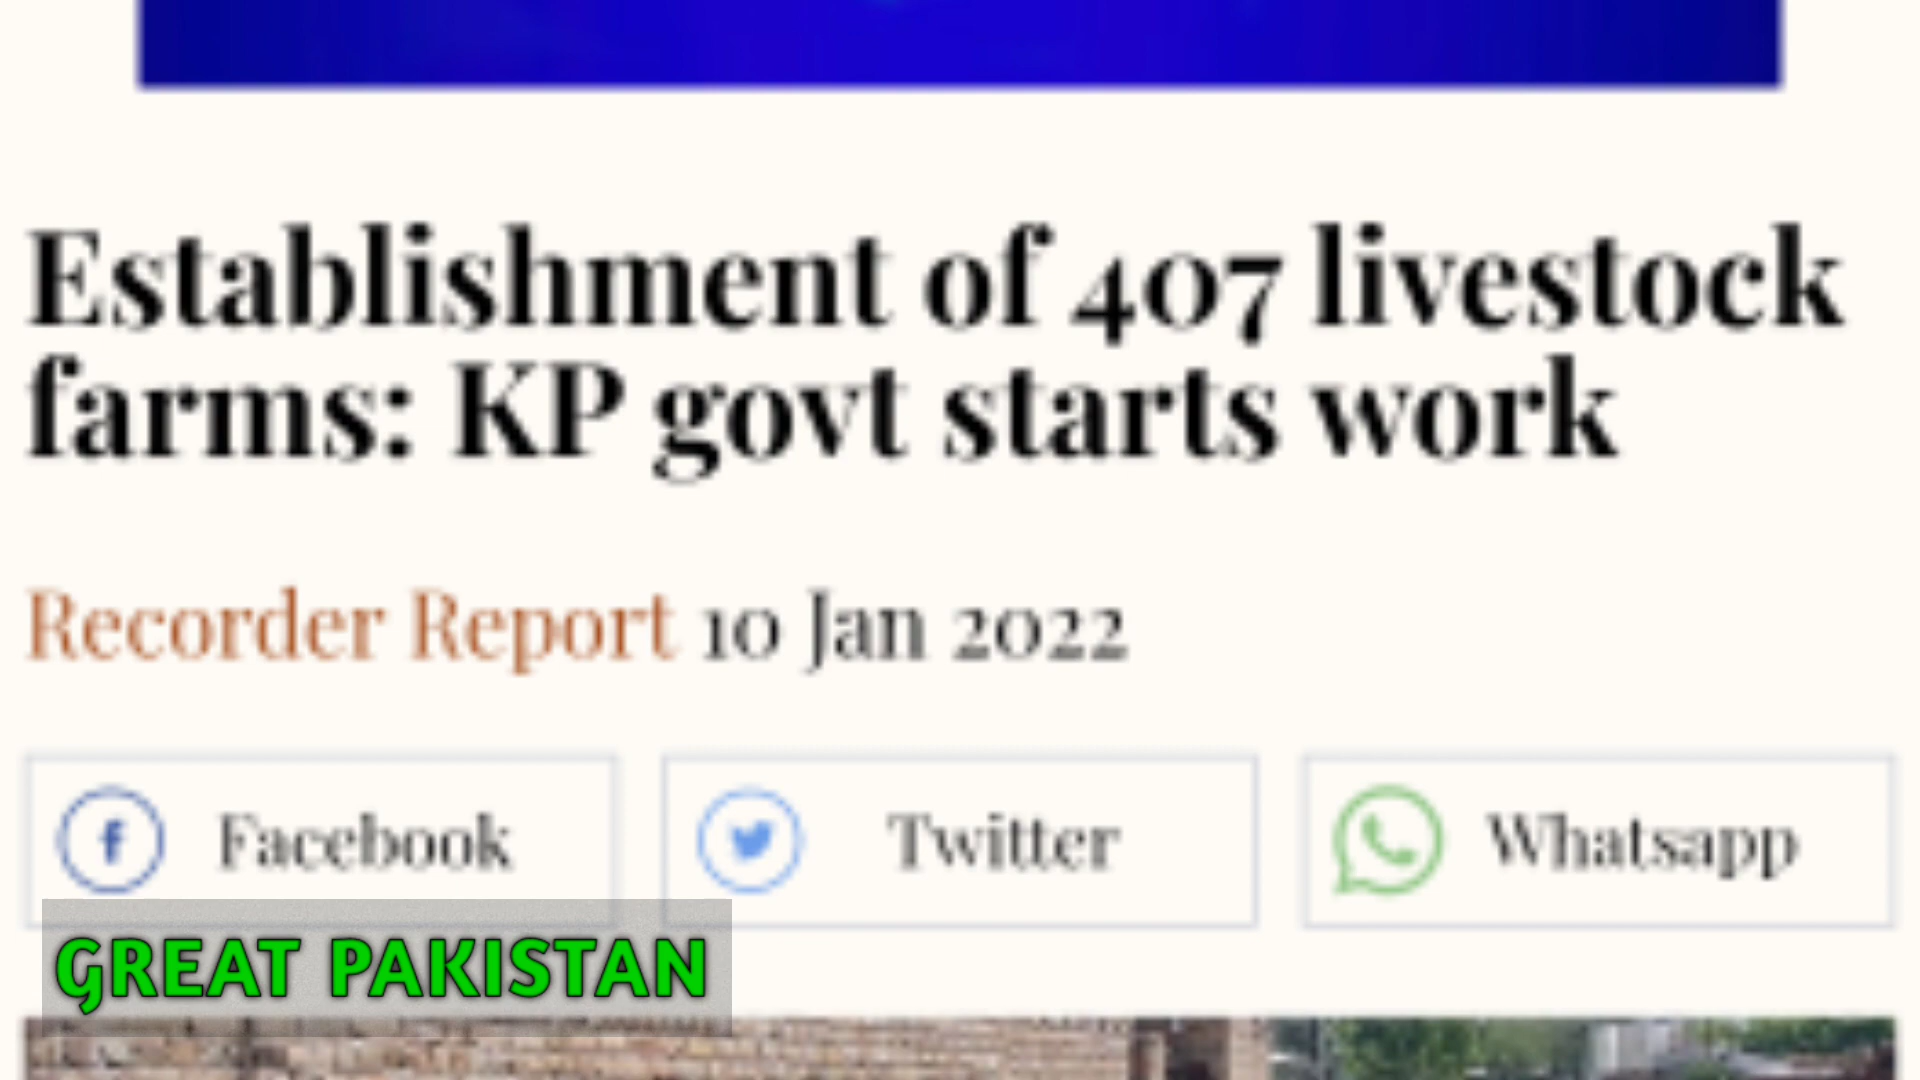 Establishment of 407 livestock
farms: KP govt starts work
Recorder Report 10 Jan 2022
Facebook Twitter Whatsapp
GREAT PAKISTAN